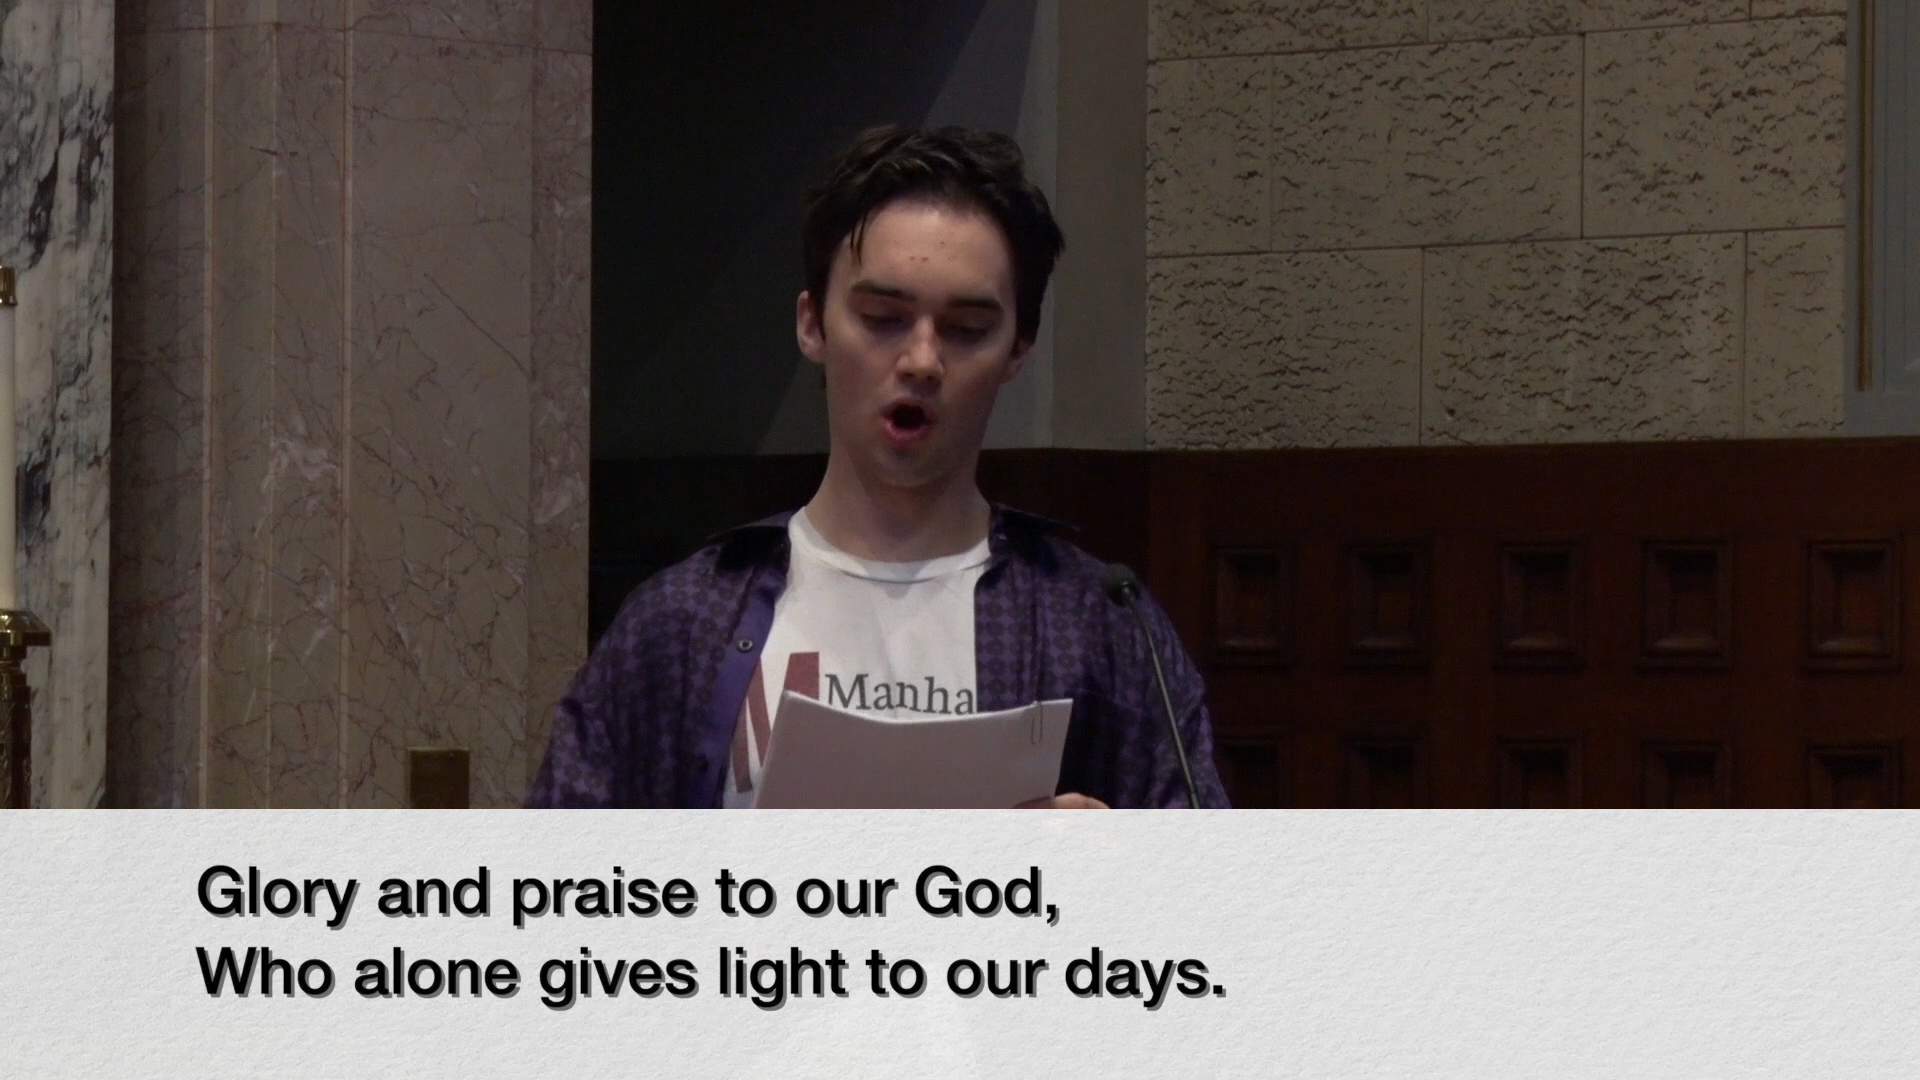 M Manha
Glory and praise to our God,
Who alone gives light to our days.